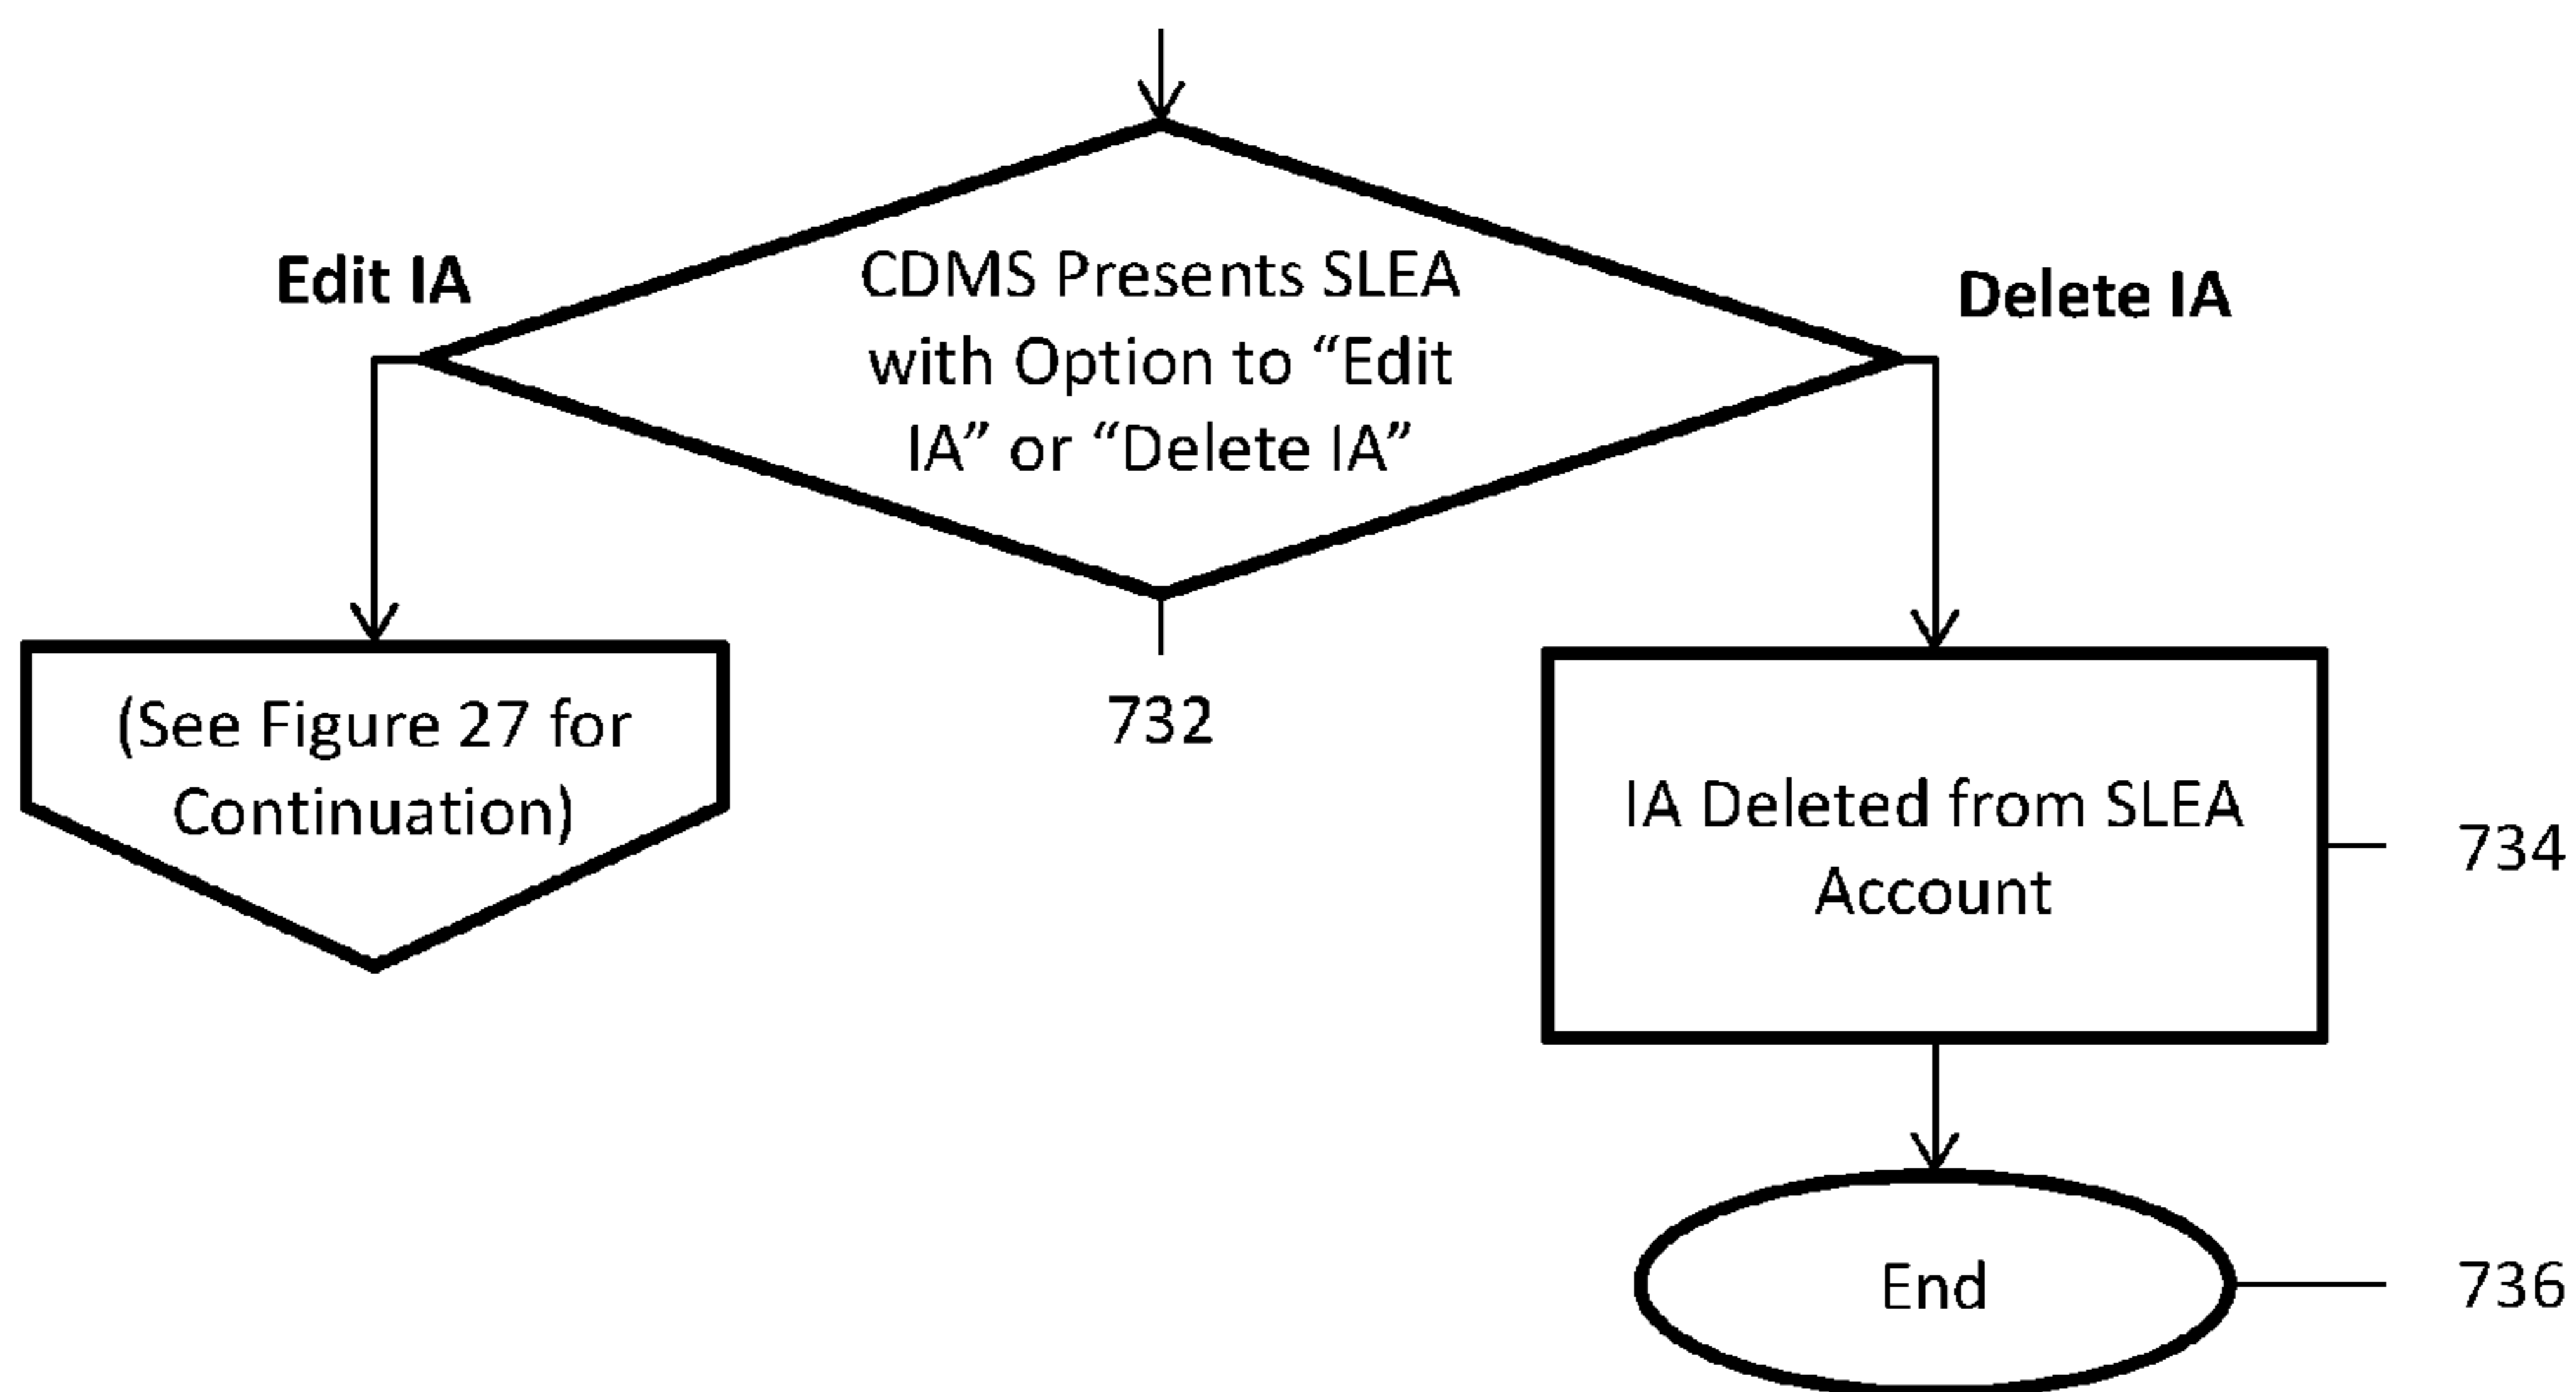 Edit IA
CDMS Presents SLEA
with Option to “Edit
IA” or “Delete IA”
Delete IA
732
(See Figure 27 for
Continuation)
IA Deleted from SLEA
Account
734
End
736